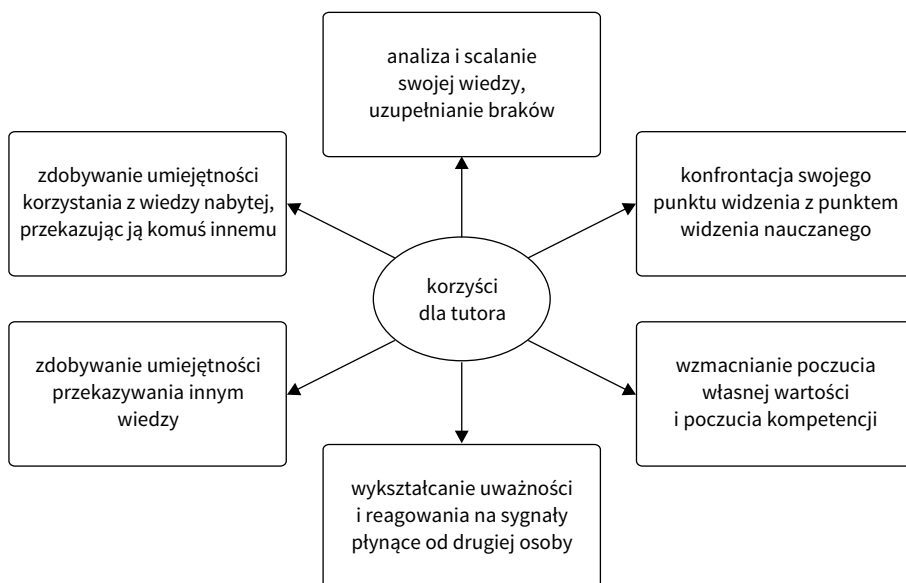 analiza i scalanie
swojej wiedzy,
uzupełnianie braków
zdobywanie umiejętności
korzystania z wiedzy nabytej,
przekazując ją komuś innemu
konfrontacja swojego
punktu widzenia z punktem
widzenia nauczanego
korzyści
dla tutora
zdobywanie umiejętności
przekazywania innym
wiedzy
wzmacnianie poczucia
własnej wartości
i poczucia kompetencji
wykształcanie uważności
i reagowania na sygnały
płynące od drugiej osoby